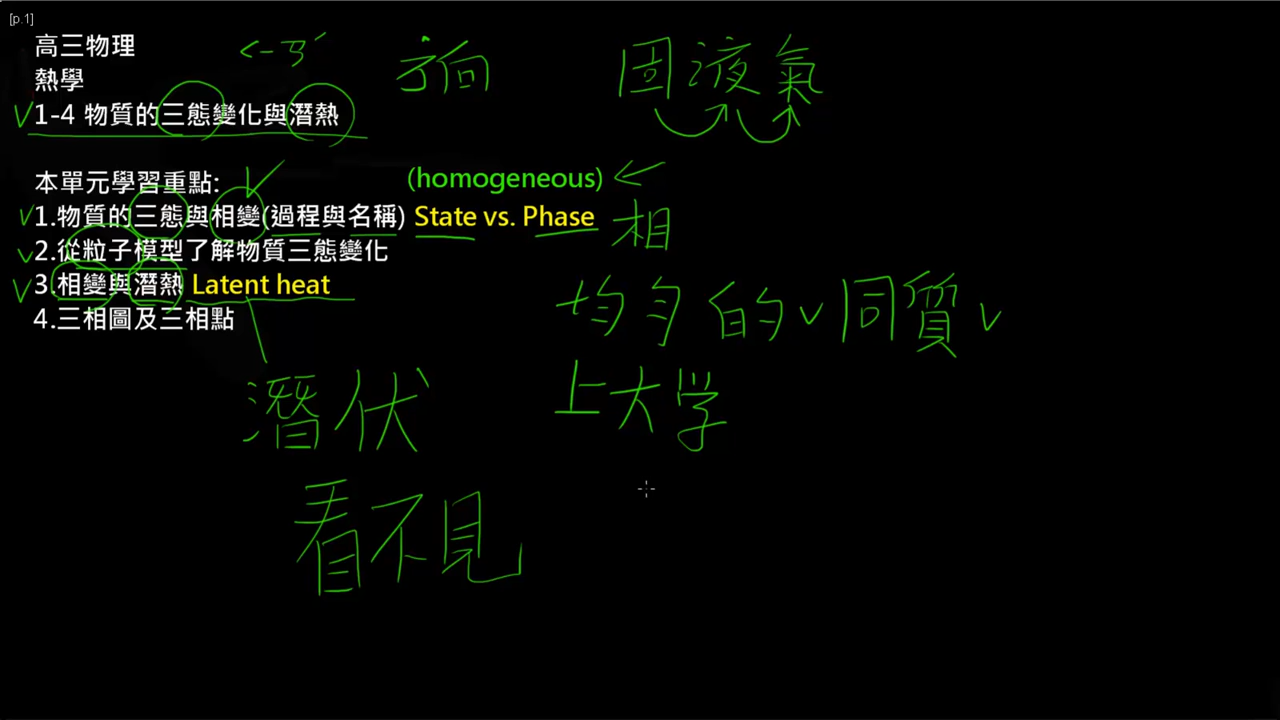 [p.1]
高三物理
熱學
1-4 物質的三態變化與潛熱
方向
固液氣
本單元學習重點:
(homogeneous)
1.物質的三態與相變(過程與名稱) State vs. Phase
相
2.從粒子模型了解物質三態變化
3.相變與潛熱 Latent heat
均勻的 同質
4.三相圖及三相點
潛伏
上大学
看不見